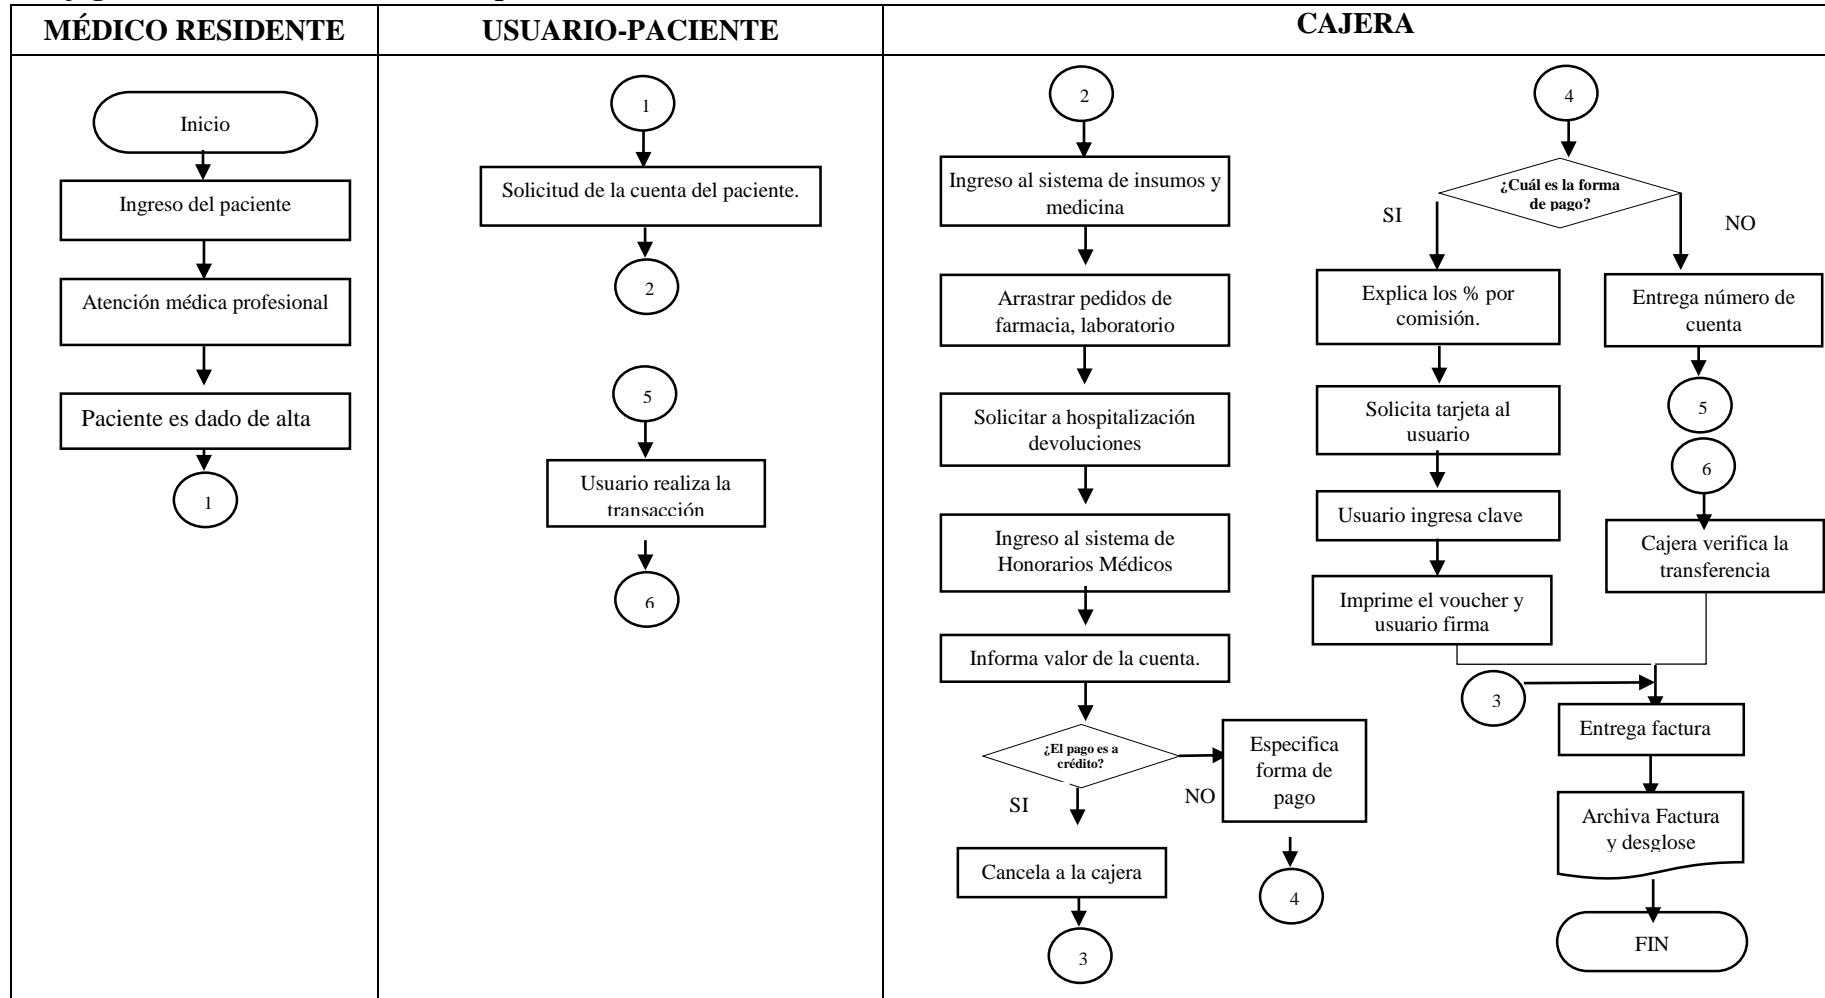 MÉDICO RESIDENTE
USUARIO-PACIENTE
CAJERA
Inicio
Ingreso del paciente
Atención médica profesional
Paciente es dado de alta
1
1
Solicitud de la cuenta del paciente.
2
5
Usuario realiza la
transacción
6
2
Ingreso al sistema de insumos y
medicina
Arrastrar pedidos de
farmacia, laboratorio
Solicitar a hospitalización
devoluciones
Ingreso al sistema de
Honorarios Médicos
Informa valor de la cuenta.
¿El pago es a
crédito?
SI
NO
Cancela a la cajera
3
Especifica
forma de
pago
4
4
¿Cuál es la forma
de pago?
SI
NO
Explica los % por
comisión.
Solicita tarjeta al
usuario
Usuario ingresa clave
Imprime el voucher y
usuario firma
Entrega número de
cuenta
5
6
Cajera verifica la
transferencia
3
Entrega factura
Archiva Factura
y desglose
FIN